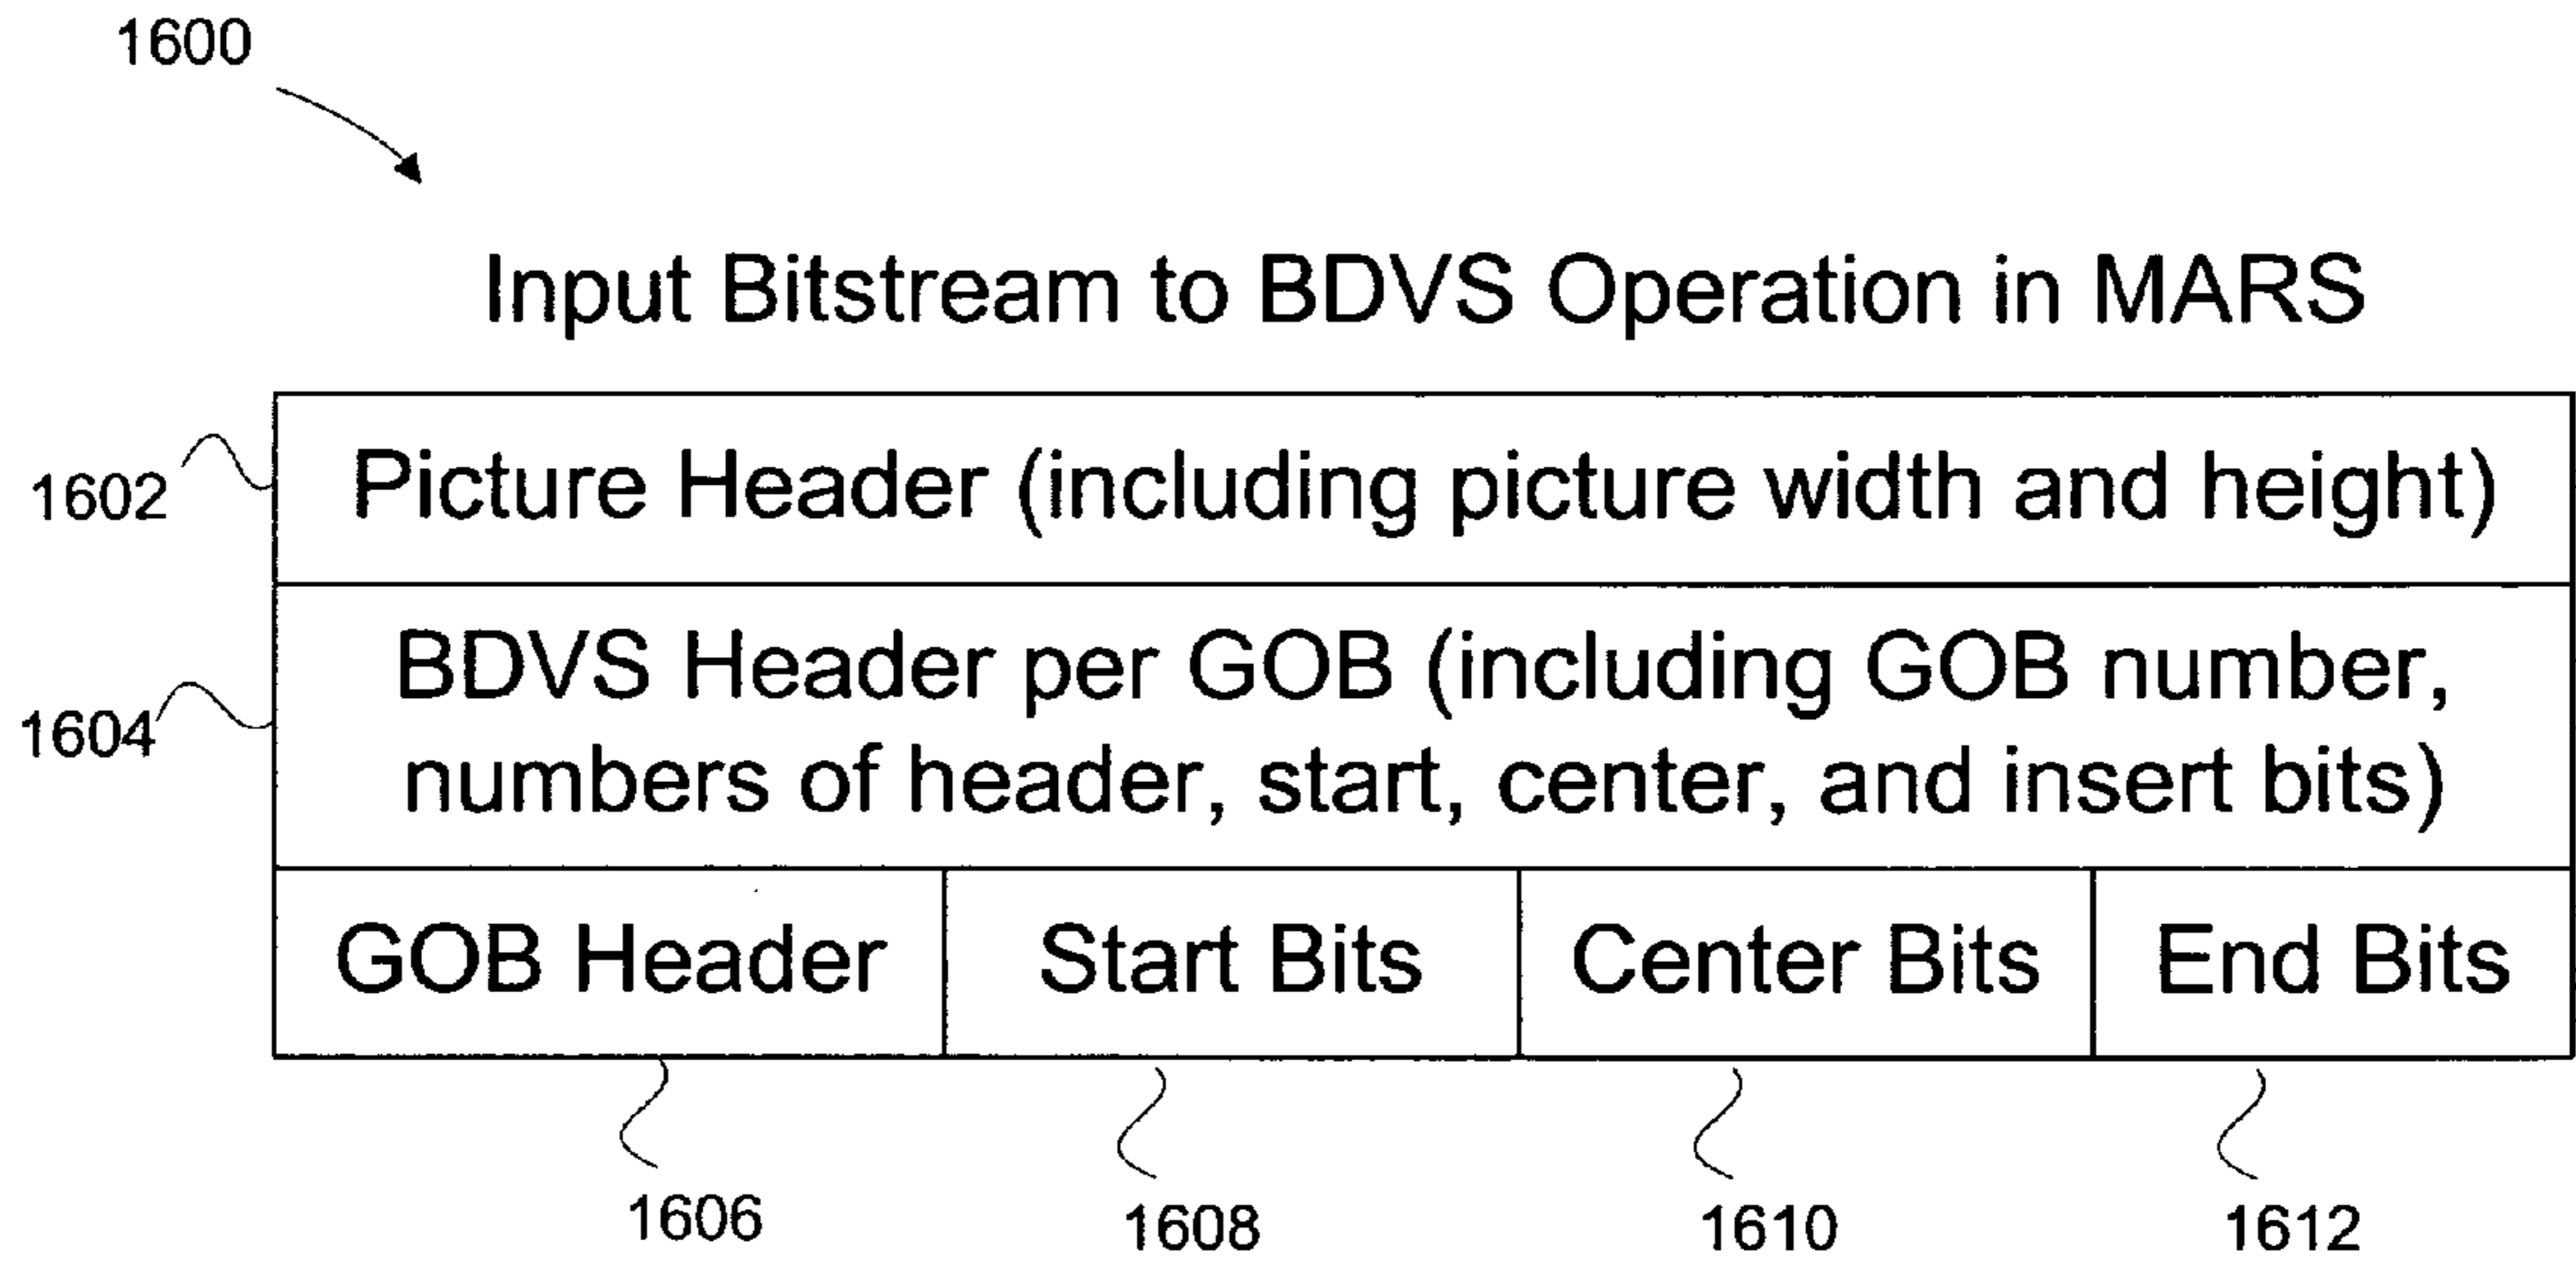 1600
Input Bitstream to BDVS Operation in MARS
1602
Picture Header (including picture width and height)
1604
BDVS Header per GOB (including GOB number,
numbers of header, start, center, and insert bits)
GOB Header Start Bits Center Bits End Bits
1606 1608 1610 1612